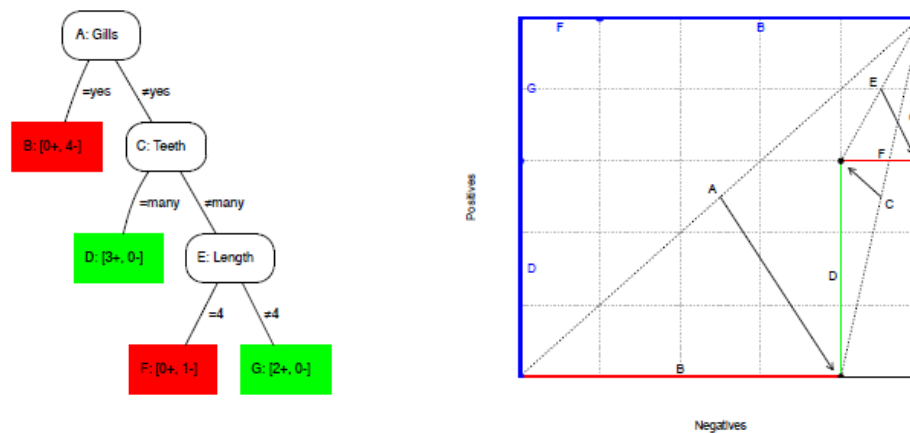 A: Gills
=yes
≠yes
B: [0+, 4-]
C: Teeth
=many
≠many
D: [3+, 0-]
E: Length
=4
≠4
F: [0+, 1-]
G: [2+, 0-]
F
B
G
E
F
A
C
Positives
D
D
B
Negatives